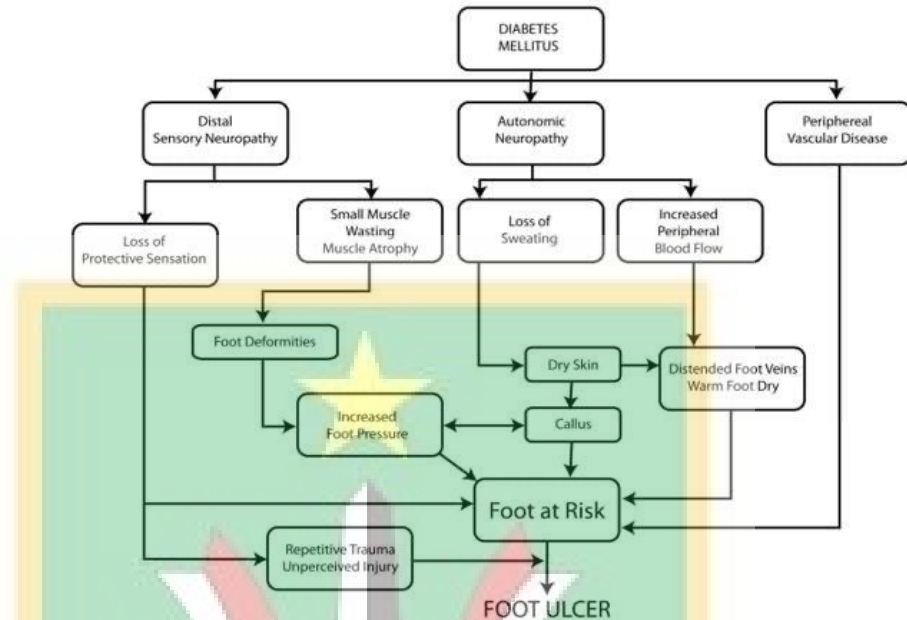 DIABETES
MELLITUS
Distal
Sensory Neuropathy
Autonomic
Neuropathy
Periphereal
Vascular Disease
Loss of
Protective Sensation
Small Muscle
Wasting
Muscle Atrophy
Loss of
Sweating
Increased
Peripheral
Blood Flow
Foot Deformities
Dry Skin
Distended Foot Veins
Warm Foot Dry
Increased
Foot Pressure
Callus
Foot at Risk
Repetitive Trauma
Unperceived Injury
FOOT ULCER